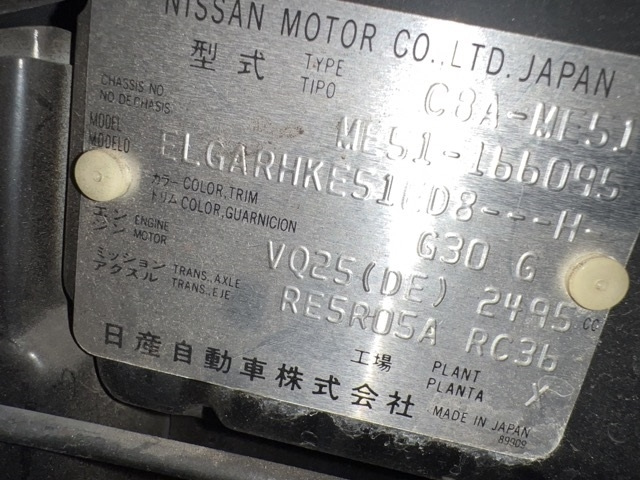 NISSAN MOTOR CO.,LTD.JAPAN
型式 TYPE TIPO CBA-ME51
CHASSIS NO NO DE CHASIS ME51-166095
MODEL MODELO ELGARHKE51ED8---H-
カラー COLOR,TRIM トリム COLOR,GUARNICION G30 G
エンジン ENGINE MOTOR VQ25(DE) 2495CC
ミッション アクスル TRANS.,AXLE TRANS.,EJE RE5R05A RC36
工場 PLANT PLANTA X
日産自動車株式会社 MADE IN JAPAN
89909